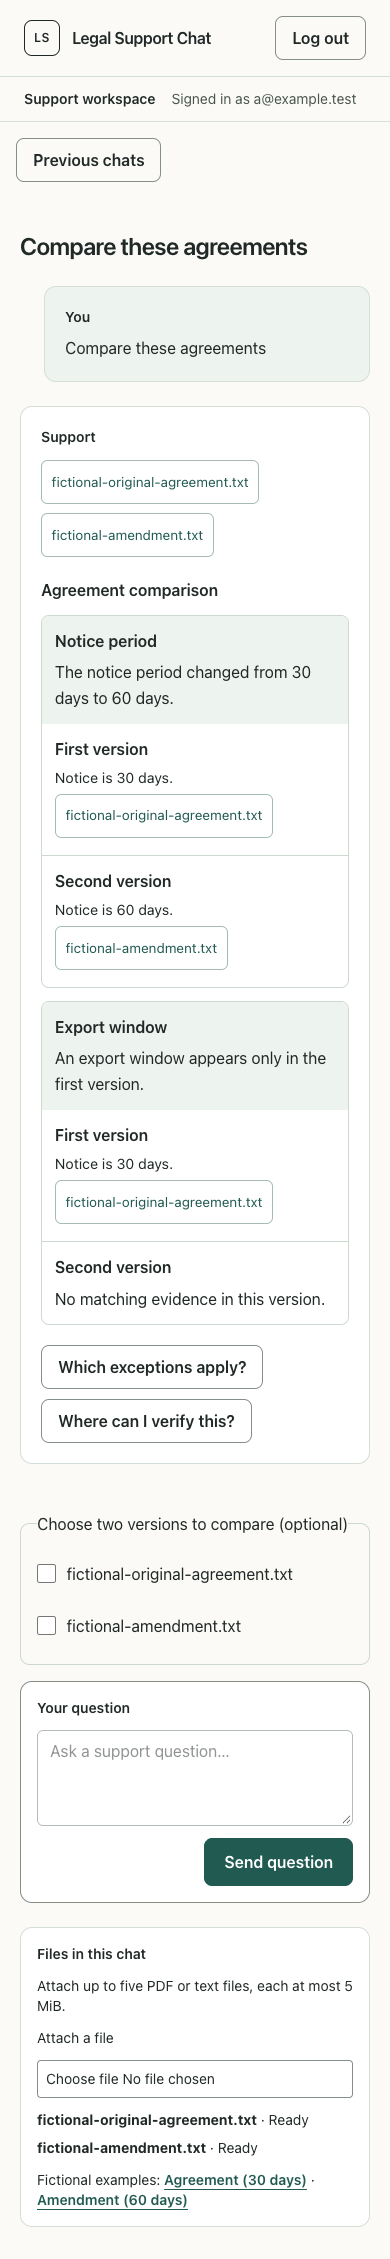 LS
Legal Support Chat
Log out
Support workspace
Signed in as a@example.test
Previous chats
Compare these agreements
You
Compare these agreements
Support
fictional-original-agreement.txt
fictional-amendment.txt
Agreement comparison
Notice period
The notice period changed from 30
days to 60 days.
First version
Notice is 30 days.
fictional-original-agreement.txt
Second version
Notice is 60 days.
fictional-amendment.txt
Export window
An export window appears only in the
first version.
First version
Notice is 30 days.
fictional-original-agreement.txt
Second version
No matching evidence in this version.
Which exceptions apply?
Where can I verify this?
Choose two versions to compare (optional)
fictional-original-agreement.txt
fictional-amendment.txt
Your question
Ask a support question...
Send question
Files in this chat
Attach up to five PDF or text files, each at most 5
MiB.
Attach a file
Choose file No file chosen
fictional-original-agreement.txt · Ready
fictional-amendment.txt · Ready
Fictional examples: Agreement (30 days) ·
Amendment (60 days)